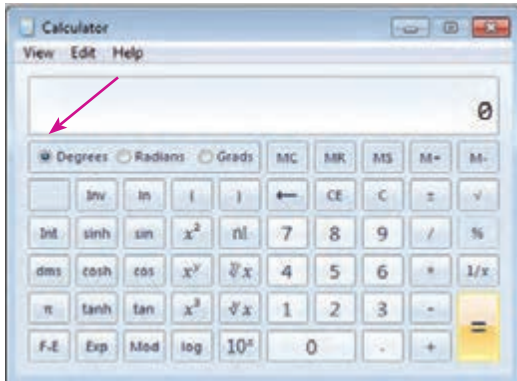 Calculator
View Edit Help
0
Degrees Radians Grads MC MR MS M+ M-
Inv ln ( ) ← CE C ± √
Int sinh sin x² n! 7 8 9 / %
dms cosh cos xʸ ʸ√x 4 5 6 * 1/x
π tanh tan x³ ³√x 1 2 3 - =
F-E Exp Mod log 10ˣ 0 . +